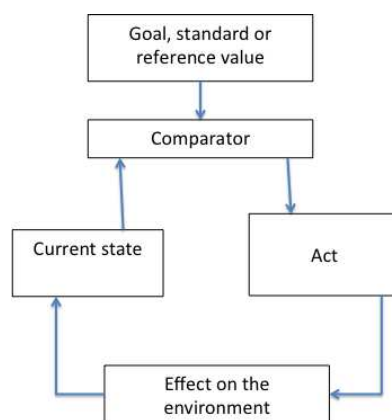 Goal, standard or
reference value
Comparator
Current state
Act
Effect on the
environment